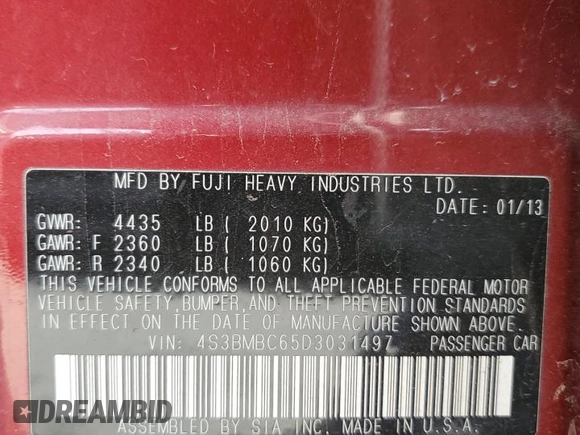 MFD BY FUJI HEAVY INDUSTRIES LTD.
DATE: 01/13
GVWR: 4435 LB ( 2010 KG)
GAWR: F 2360 LB ( 1070 KG)
GAWR: R 2340 LB ( 1060 KG)
THIS VEHICLE CONFORMS TO ALL APPLICABLE FEDERAL MOTOR
VEHICLE SAFETY,BUMPER,AND THEFT PREVENTION STANDARDS
IN EFFECT ON THE DATE OF MANUFACTURE SHOWN ABOVE.
VIN: 4S3BMBC65D3031497 PASSENGER CAR
ASSEMBLED BY SIA INC. MADE IN U.S.A.
DREAMBID